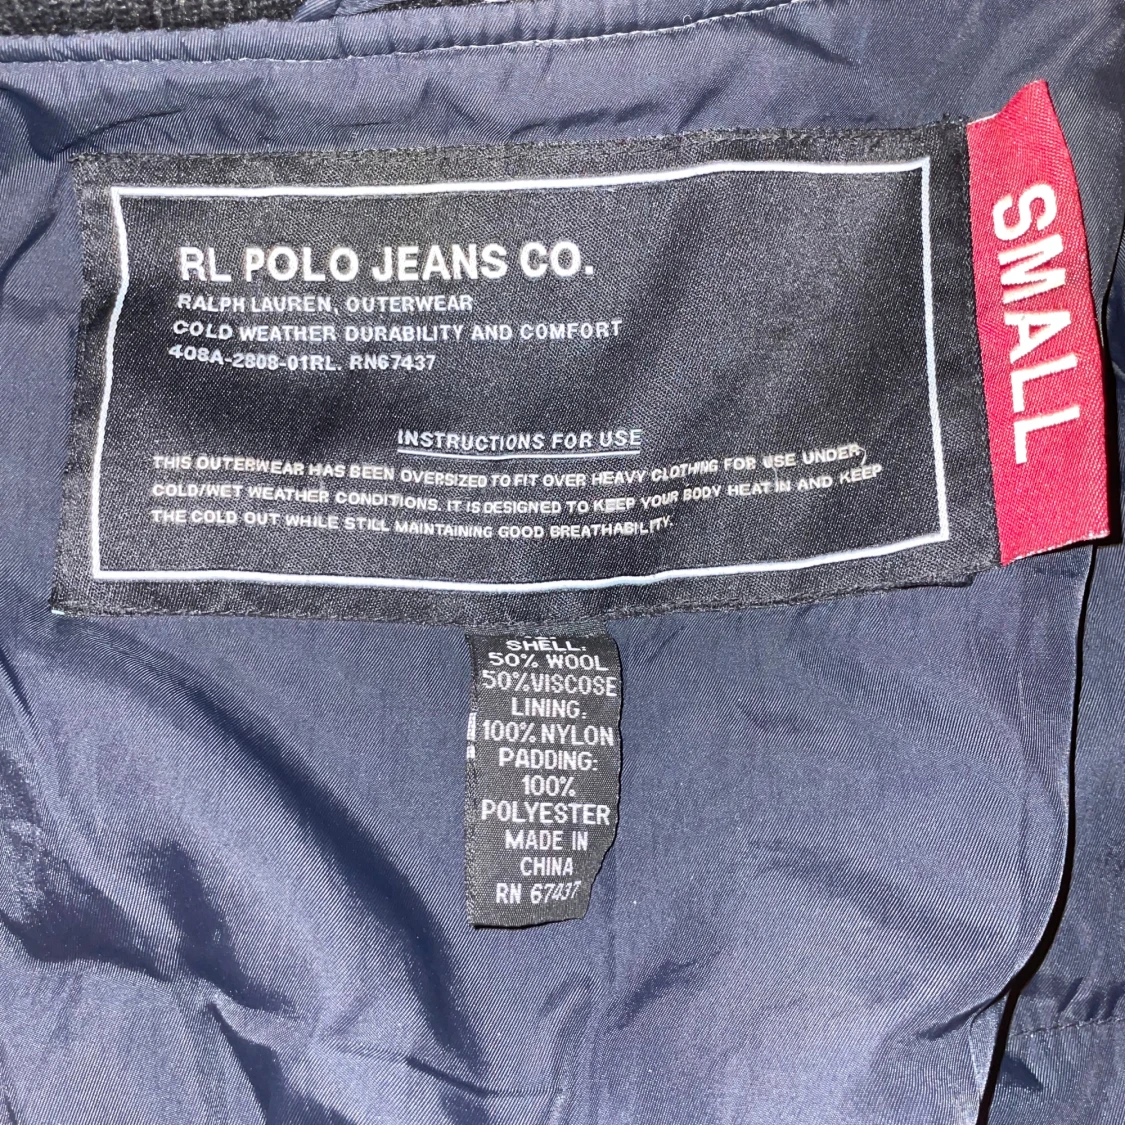 RL POLO JEANS CO.
RALPH LAUREN, OUTERWEAR
COLD WEATHER DURABILITY AND COMFORT
408A-2808-01RL. RN67437
INSTRUCTIONS FOR USE
THIS OUTERWEAR HAS BEEN OVERSIZED TO FIT OVER HEAVY CLOTHING FOR USE UNDER
COLD/WET WEATHER CONDITIONS. IT IS DESIGNED TO KEEP YOUR BODY HEAT IN AND KEEP
THE COLD OUT WHILE STILL MAINTAINING GOOD BREATHABILITY.
SMALL
SHELL:
50% WOOL
50%VISCOSE
LINING:
100% NYLON
PADDING:
100%
POLYESTER
MADE IN
CHINA
RN 67437